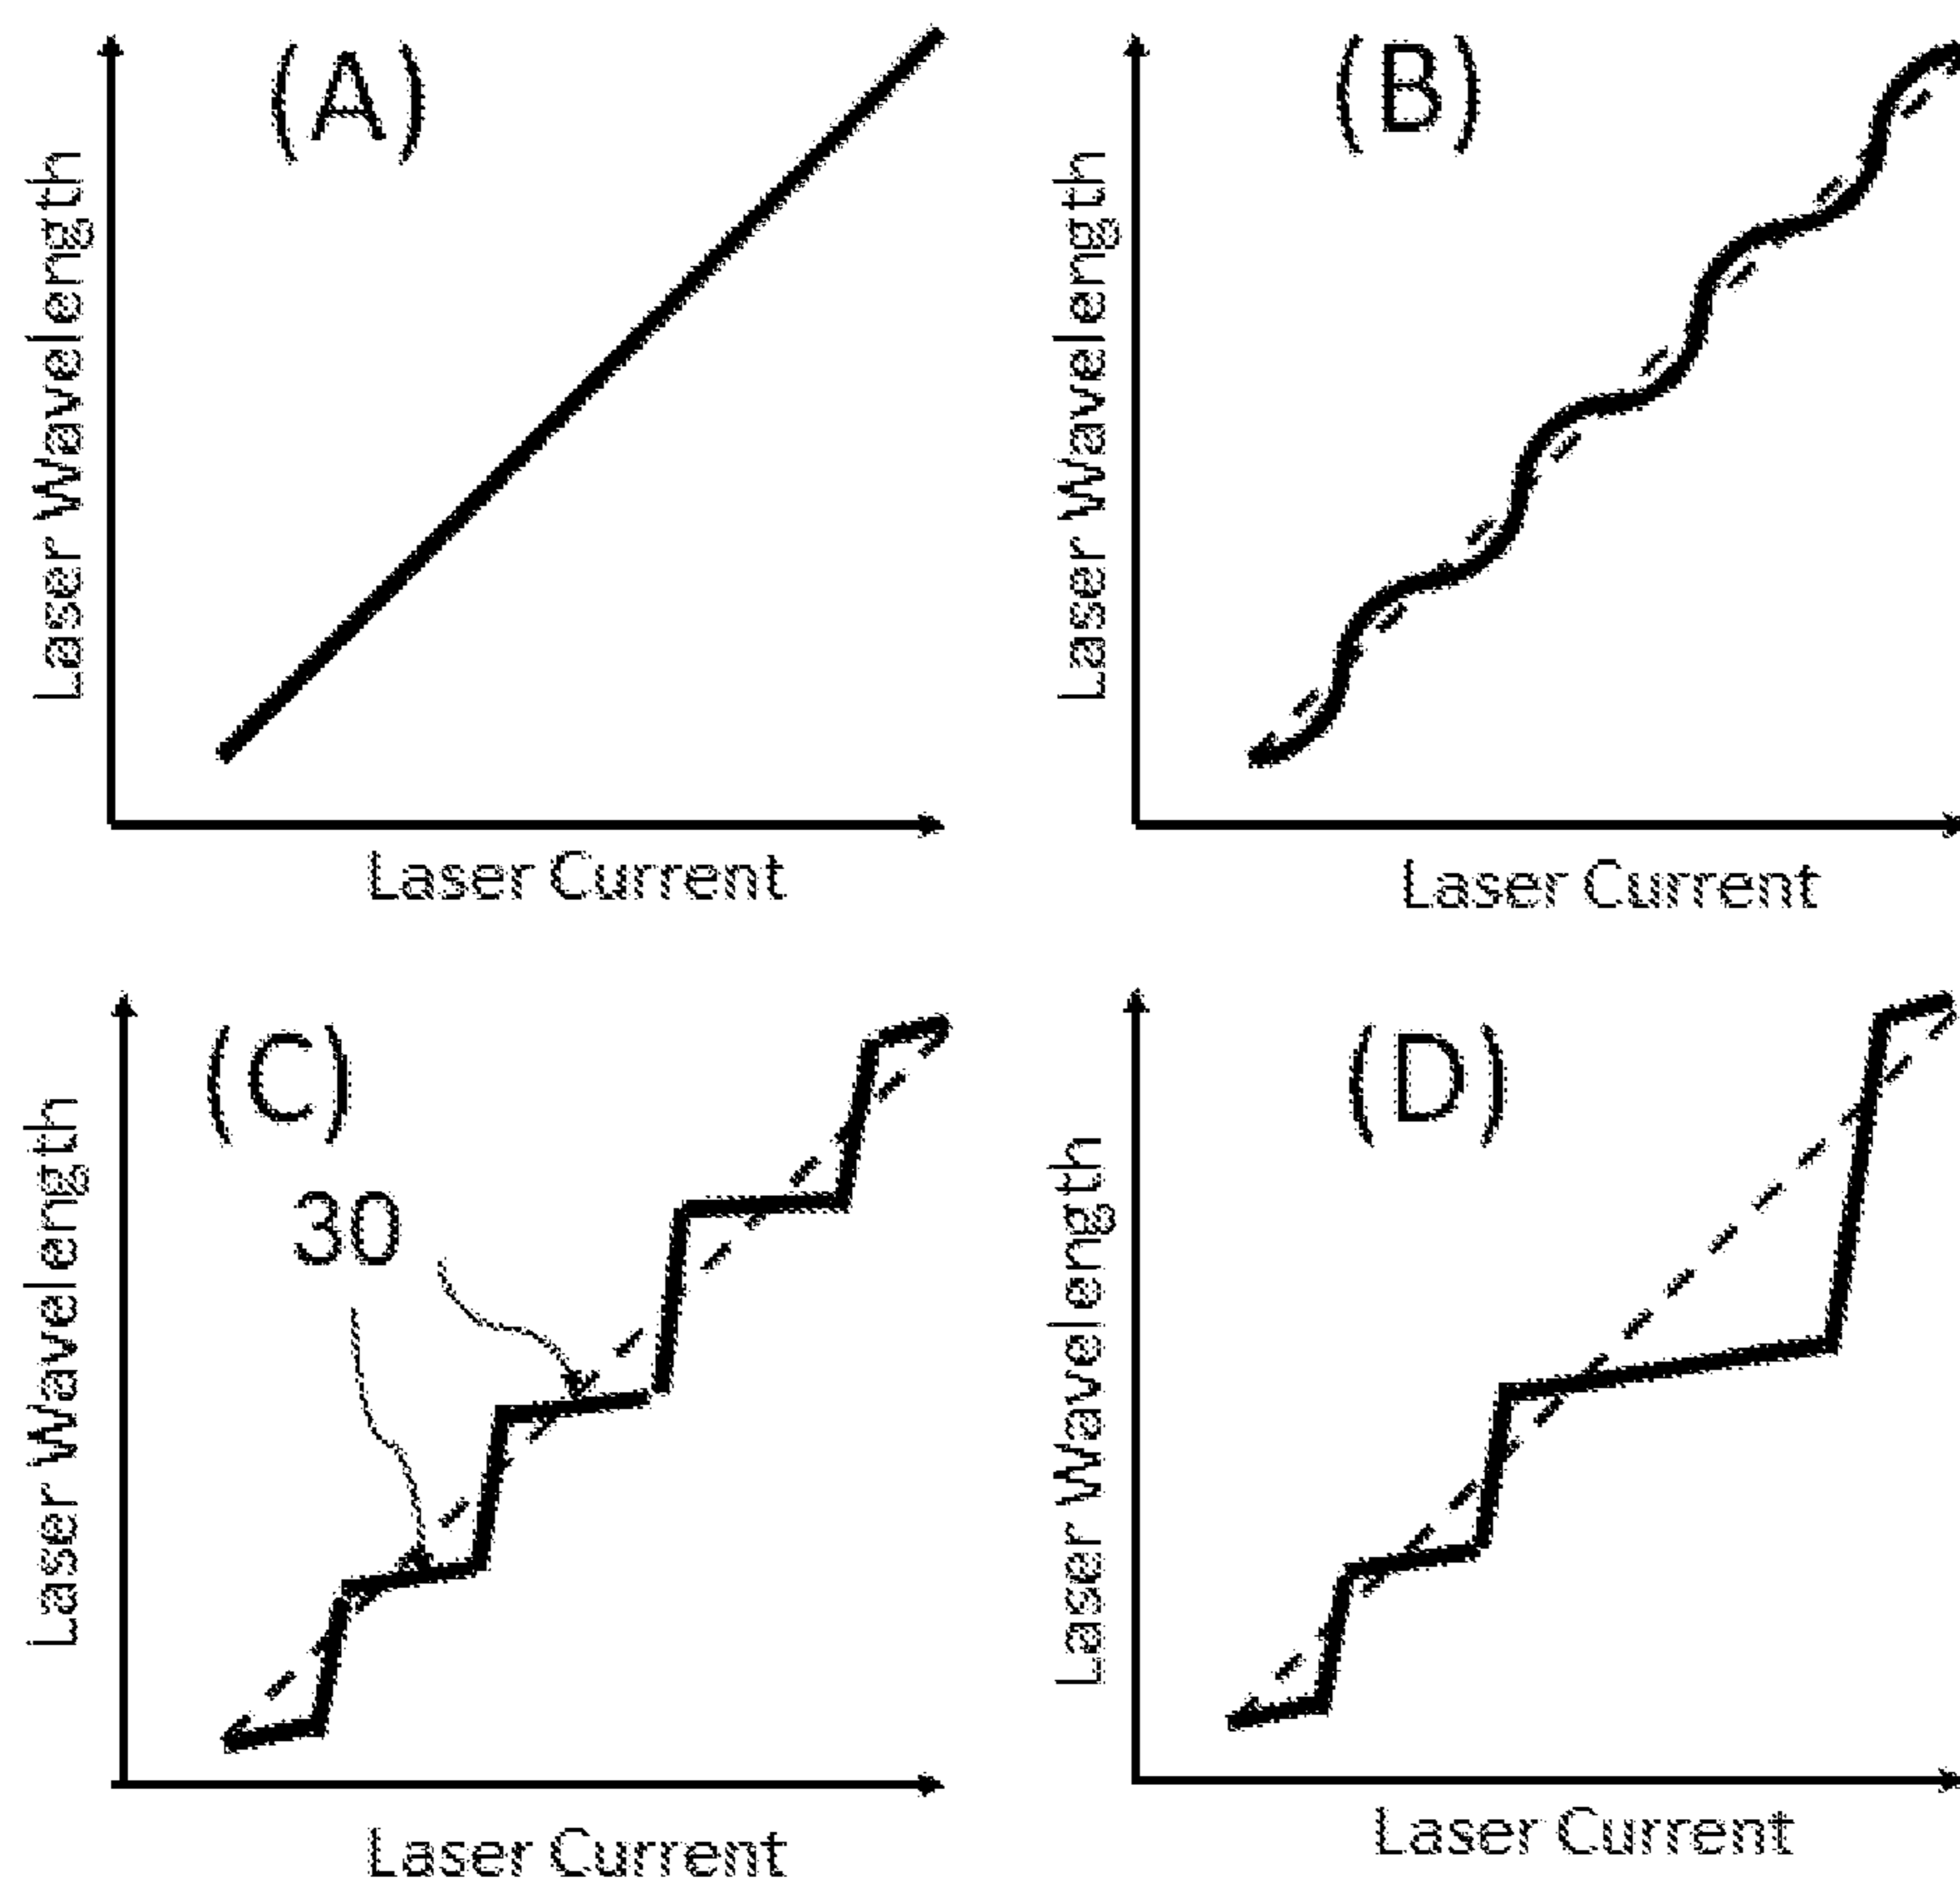 (A)
Laser Wavelength
Laser Current
(B)
Laser Wavelength
Laser Current
(C)
30
Laser Wavelength
Laser Current
(D)
Laser Wavelength
Laser Current